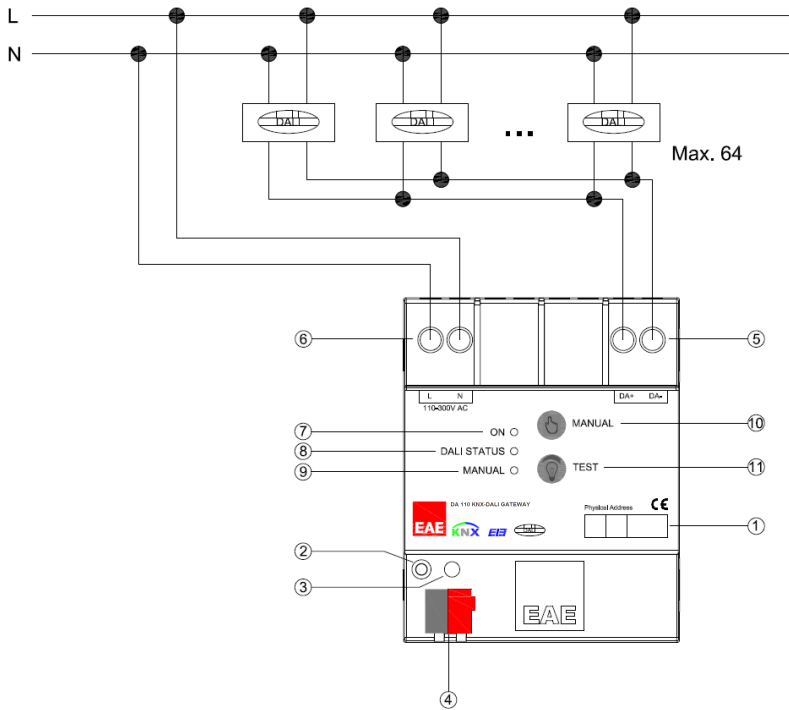 L
N
DALI DALI ... DALI
Max. 64
6 5
L N DA+ DA-
110-300V AC
7 ON MANUAL 10
8 DALI STATUS
9 MANUAL TEST 11
DA 110 KNX-DALI GATEWAY
Physical Address CE
EAE KNX EIB DALI 1
2
3
EAE
4